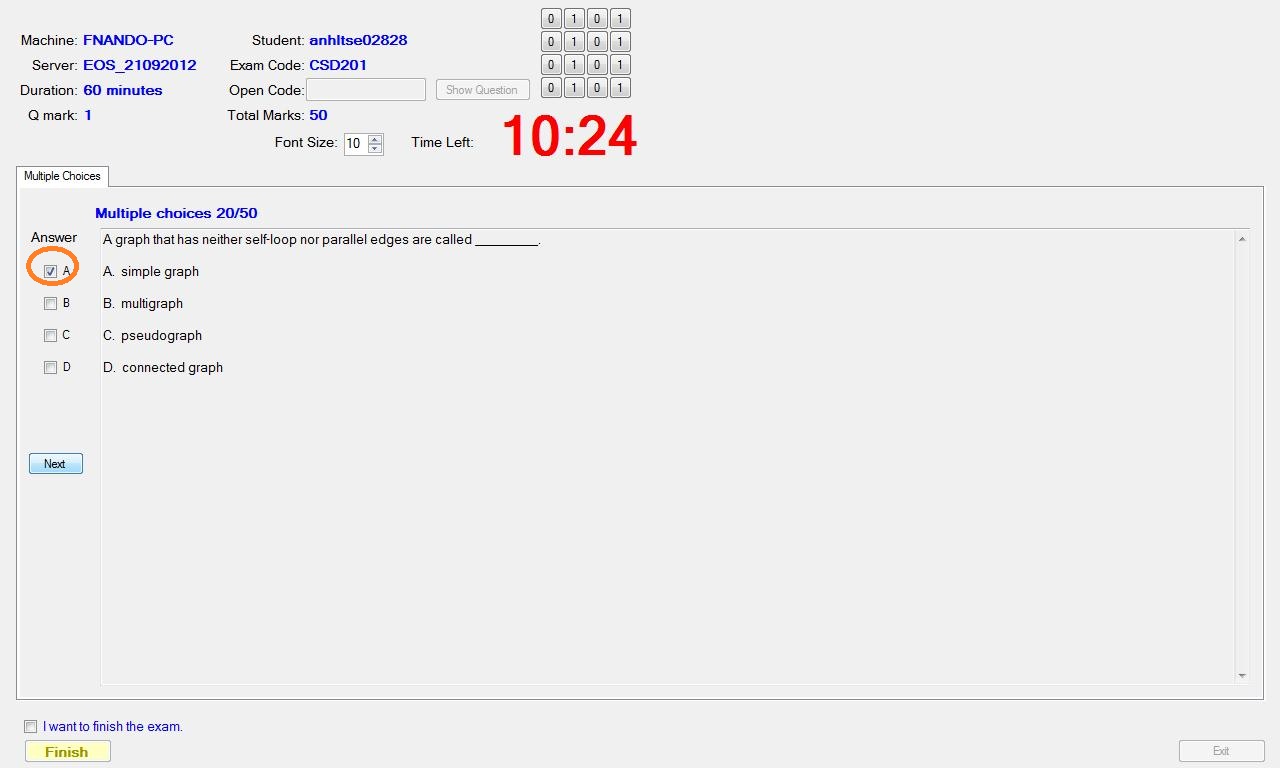 0 1 0 1
Machine: FNANDO-PC Student: anhltse02828
0 1 0 1
Server: EOS_21092012 Exam Code: CSD201
0 1 0 1
Duration: 60 minutes Open Code: Show Question
0 1 0 1
Q mark: 1 Total Marks: 50
Font Size: 10 Time Left: 10:24
Multiple Choices
Multiple choices 20/50
Answer
A graph that has neither self-loop nor parallel edges are called _________.
A A. simple graph
B B. multigraph
C C. pseudograph
D D. connected graph
Next
I want to finish the exam.
Finish
Exit